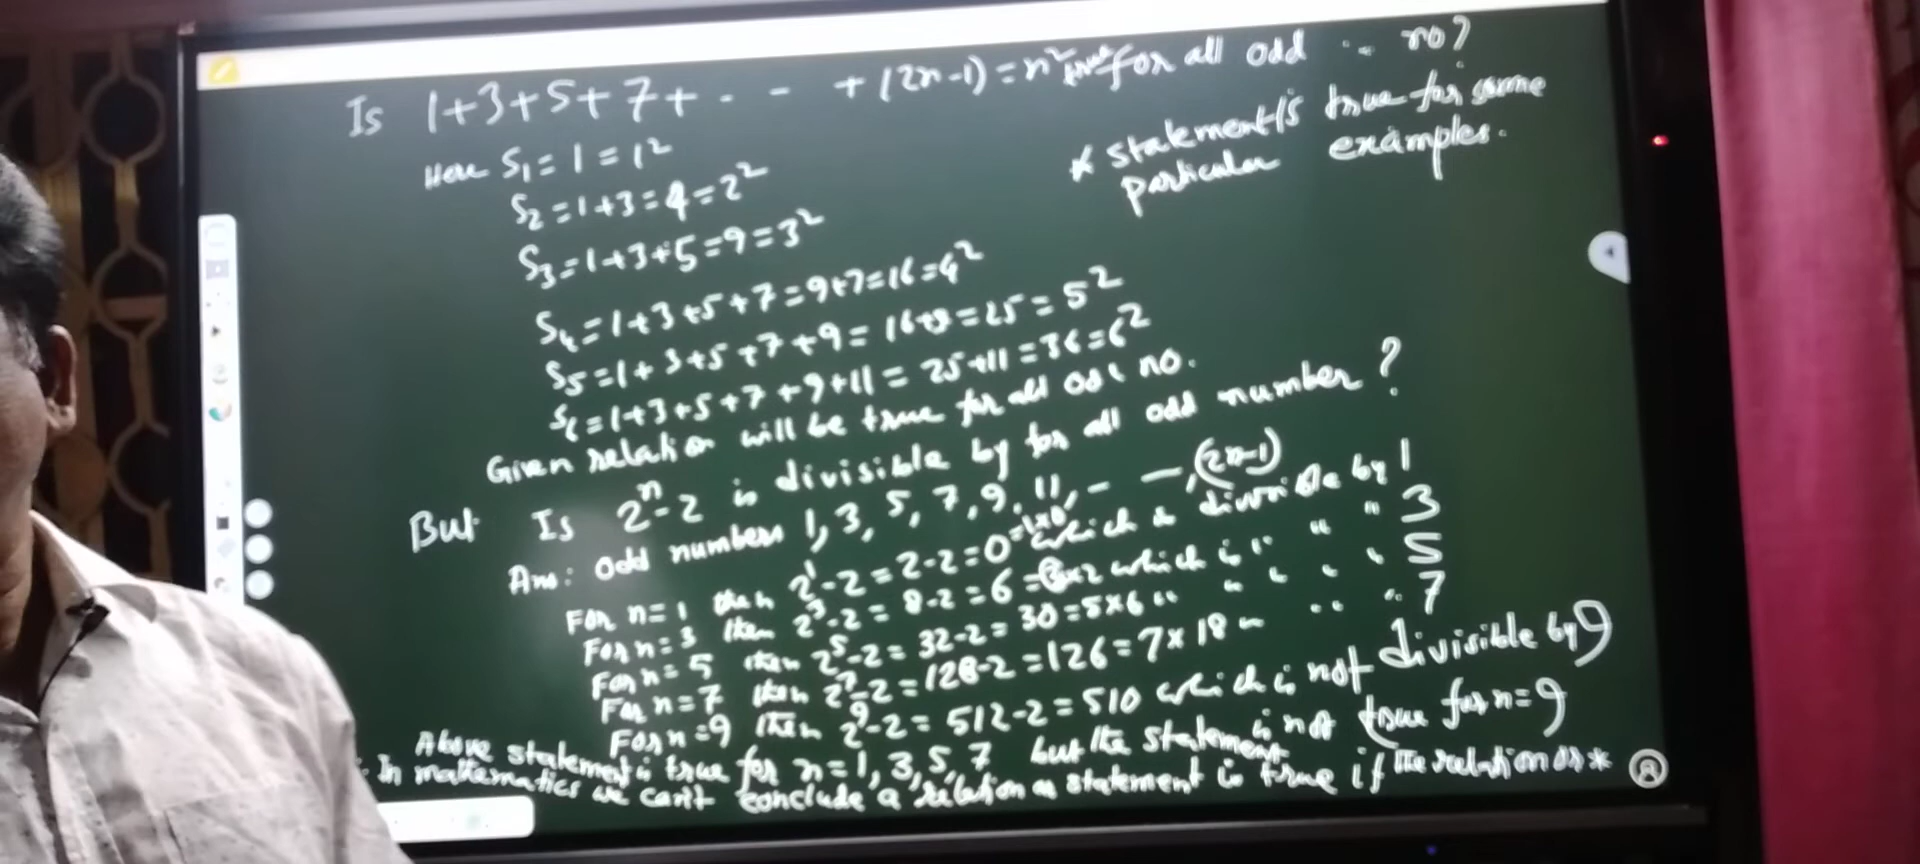 Is 1+3+5+7+ - - + (2n-1) = n² true for all odd no?
Here S₁ = 1 = 1²
S₂ = 1+3 = 4 = 2²
S₃ = 1+3+5 = 9 = 3²
S₄ = 1+3+5+7 = 9+7 = 16 = 4²
S₅ = 1+3+5+7+9 = 16+9 = 25 = 5²
S₆ = 1+3+5+7+9+11 = 25+11 = 36 = 6²
Given relation will be true for all odd no.
But Is 2ⁿ-2 is divisible by for all odd number?
Ans: odd numbers 1, 3, 5, 7, 9, 11, - -, (2n-1)
For n=1 then 2¹-2 = 2-2 = 0 = 1×0 which is divisible by 1
For n=3 then 2³-2 = 8-2 = 6 = 3×2 which is " " " 3
For n=5 then 2⁵-2 = 32-2 = 30 = 5×6 " " " " " 5
For n=7 then 2⁷-2 = 128-2 = 126 = 7×18 " " " " 7
For n=9 then 2⁹-2 = 512-2 = 510 which is not divisible by 9
Above statement is true for n=1, 3, 5, 7 but the statement is not true for n=9
In mathematics we can't conclude a relation or statement is true if the relation or *
* statement is true for some
particular examples.
8